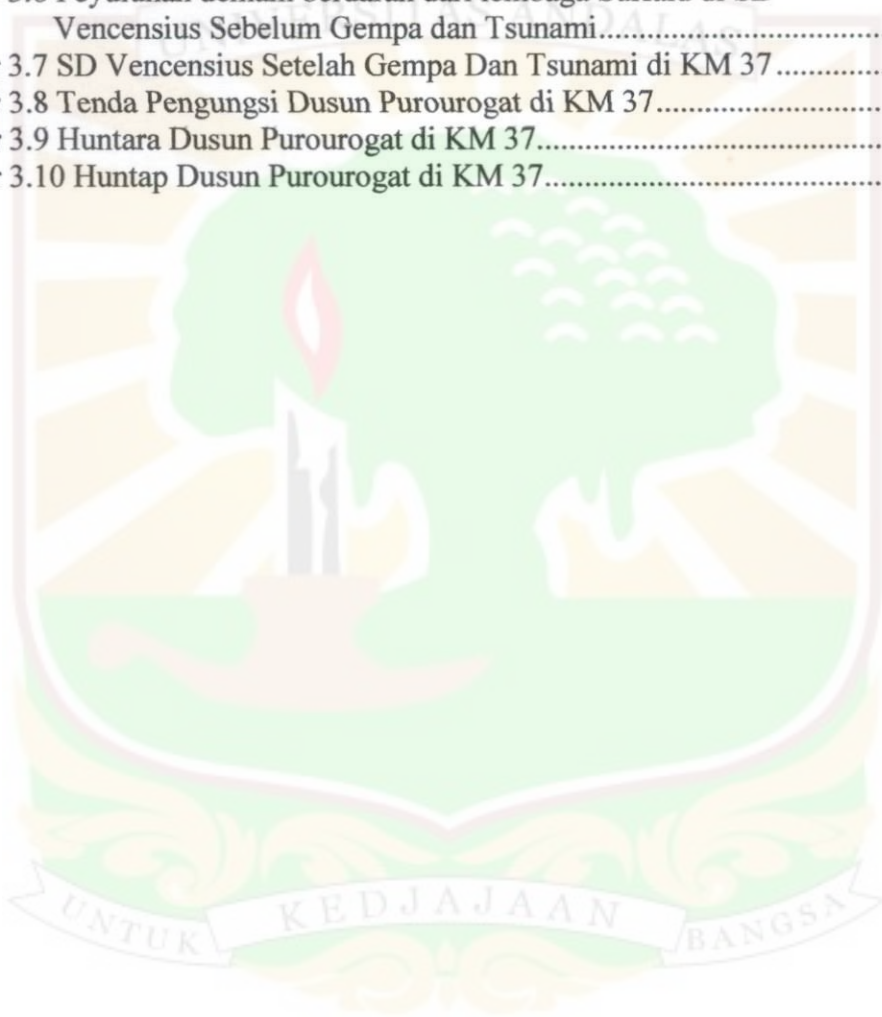 Vencensius Sebelum Gempa dan Tsunami...................................
3.7 SD Vencensius Setelah Gempa Dan Tsunami di KM 37.............
3.8 Tenda Pengungsi Dusun Purourogat di KM 37............................
3.9 Huntara Dusun Purourogat di KM 37...........................................
3.10 Huntap Dusun Purourogat di KM 37..........................................
UNIVERSITAS ANDALAS
UNTUK KEDJAJAAN BANGSA